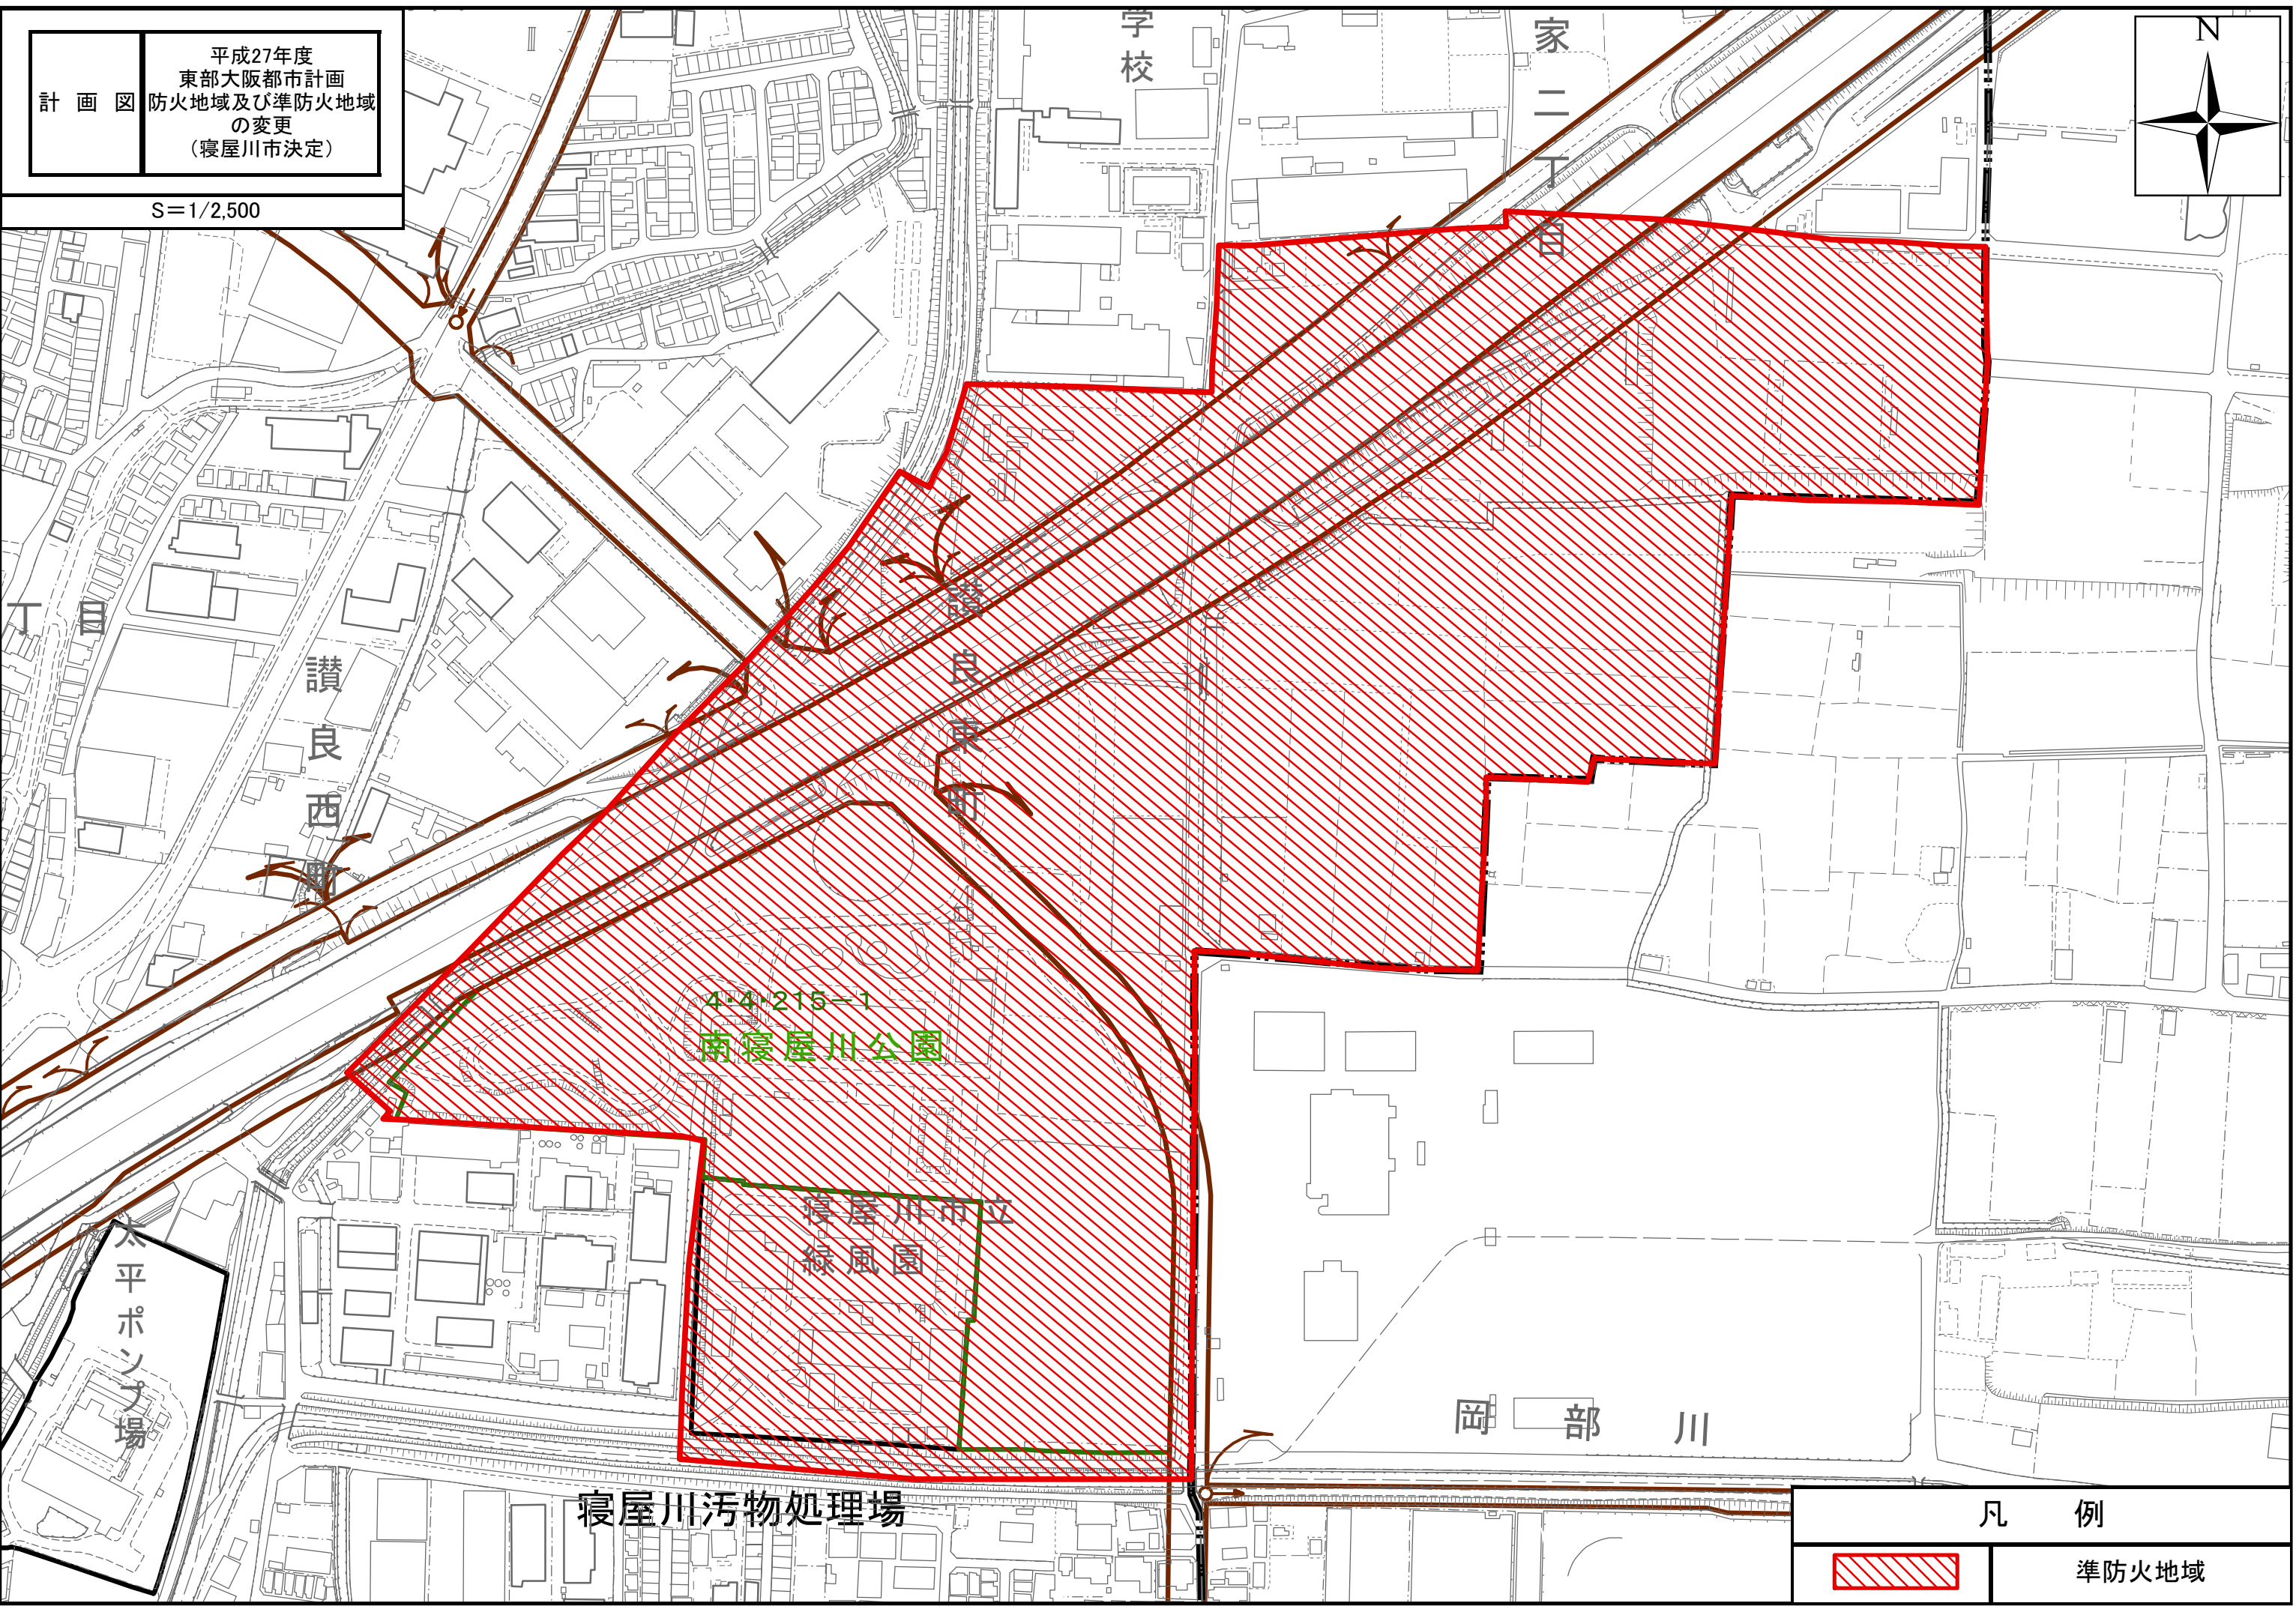 計画図
平成27年度
東部大阪都市計画
防火地域及び準防火地域
の変更
（寝屋川市決定）
S＝1/2,500
学校
家二丁目
N
丁目
讃良西町
讃良東町
川
4・4・215－1
南寝屋川公園
寝屋川市立
緑風園
太平ポンプ場
岡部川
寝屋川汚物処理場
凡例
準防火地域